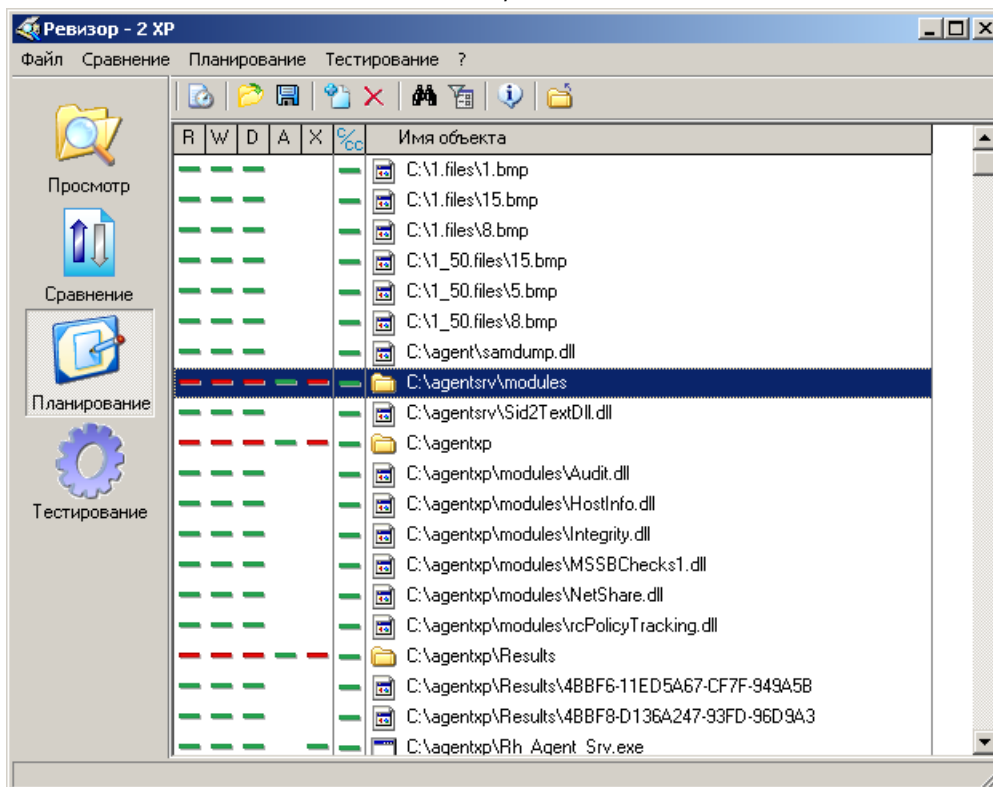 Ревизор - 2 XP
Файл Сравнение Планирование Тестирование ?
R W D A X %cc Имя объекта
C:\1.files\1.bmp
C:\1.files\15.bmp
Просмотр
C:\1.files\8.bmp
C:\1_50.files\15.bmp
C:\1_50.files\5.bmp
Сравнение
C:\1_50.files\8.bmp
C:\agent\samdump.dll
C:\agentsrv\modules
Планирование
C:\agentsrv\Sid2TextDll.dll
C:\agentxp
C:\agentxp\modules\Audit.dll
C:\agentxp\modules\HostInfo.dll
Тестирование
C:\agentxp\modules\Integrity.dll
C:\agentxp\modules\MSSBChecks1.dll
C:\agentxp\modules\NetShare.dll
C:\agentxp\modules\rcPolicyTracking.dll
C:\agentxp\Results
C:\agentxp\Results\4BBF6-11ED5A67-CF7F-949A5B
C:\agentxp\Results\4BBF8-D136A247-93FD-96D9A3
C:\agentxp\Rh_Agent_Srv.exe